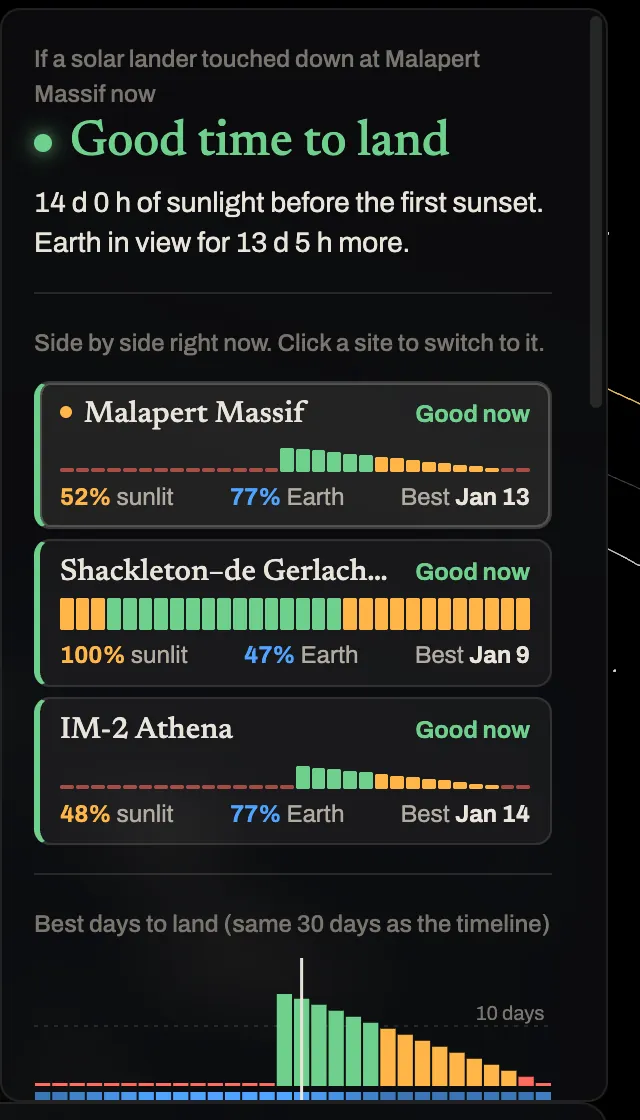 If a solar lander touched down at Malapert
Massif now
Good time to land
14 d 0 h of sunlight before the first sunset.
Earth in view for 13 d 5 h more.
Side by side right now. Click a site to switch to it.
Malapert Massif Good now
52% sunlit 77% Earth Best Jan 13
Shackleton–de Gerlach... Good now
100% sunlit 47% Earth Best Jan 9
IM-2 Athena Good now
48% sunlit 77% Earth Best Jan 14
Best days to land (same 30 days as the timeline)
10 days